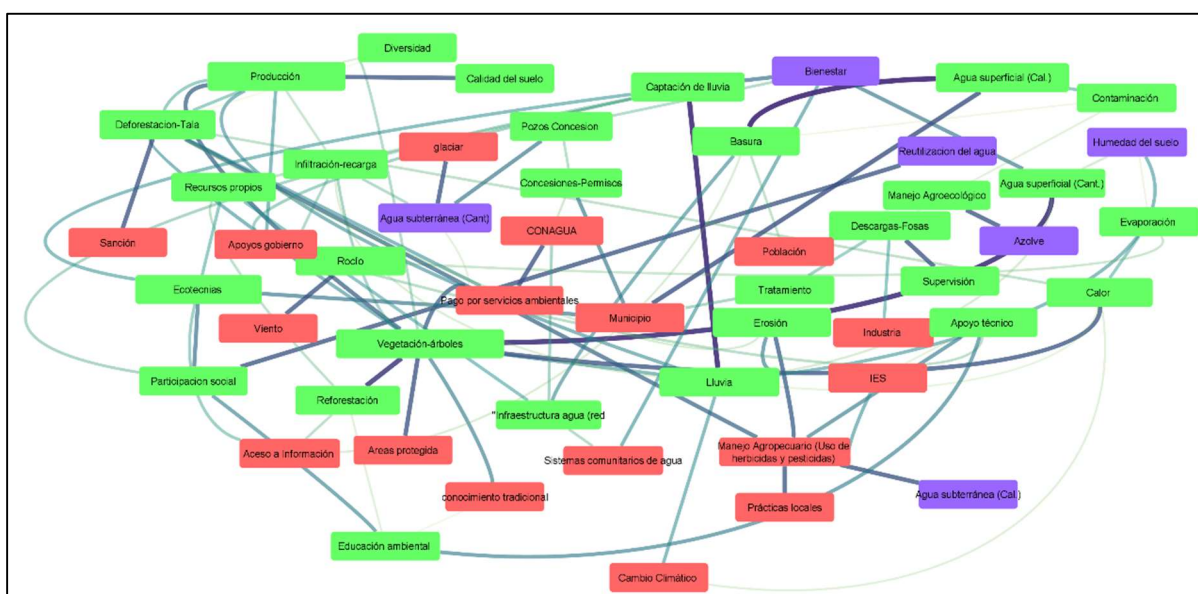 Diversidad
Producción
Calidad del suelo
Captación de lluvia
Bienestar
Agua superficial (Cal.)
Contaminación
Deforestacion-Tala
Pozos Concesion
glaciar
Basura
Reutilizacion del agua
Humedad del suelo
Infiltración-recarga
Recursos propios
Concesiones-Permisos
Agua superficial (Cant.)
Manejo Agroecológico
Agua subterránea (Cant)
Descargas-Fosas
Evaporación
CONAGUA
Sanción
Apoyos gobierno
Población
Azolve
Rocío
Supervisión
Ecotecnias
Tratamiento
Calor
Pago por servicios ambientales
Viento
Municipio
Erosión
Industria
Apoyo técnico
Vegetación-árboles
Participacion social
Lluvia
IES
Reforestación
"Infraestructura agua (red
Aceso a Información
Areas protegida
Sistemas comunitarios de agua
Manejo Agropecuario (Uso de
herbicidas y pesticidas)
conocimiento tradicional
Agua subterránea (Cal.)
Prácticas locales
Educación ambiental
Cambio Climático